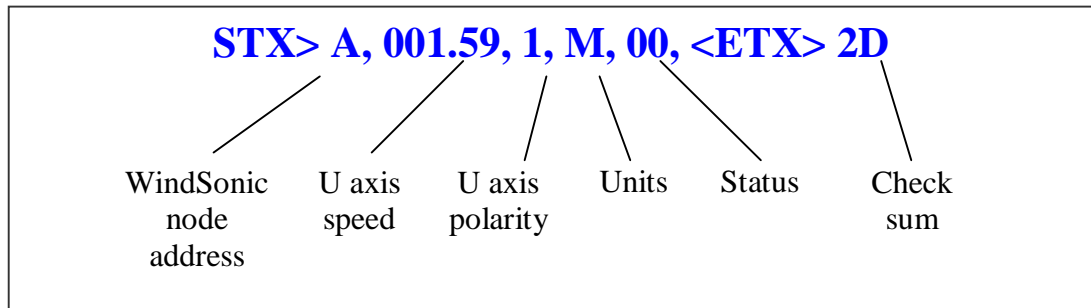 STX> A, 001.59, 1, M, 00, <ETX> 2D
WindSonic node address
U axis speed
U axis polarity
Units
Status
Check sum